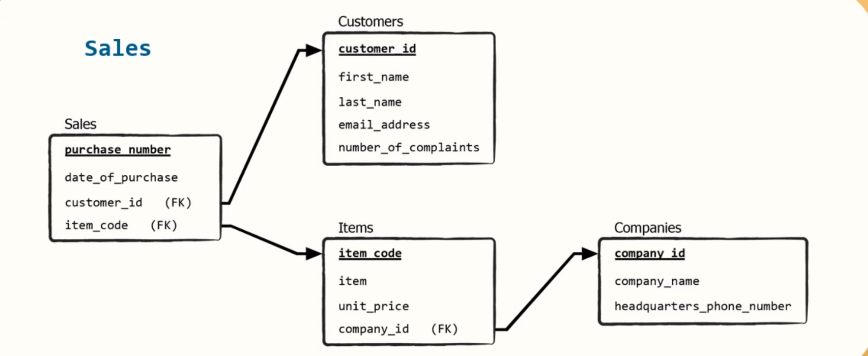 Sales
Customers
customer_id
first_name
last_name
email_address
number_of_complaints
Sales
purchase_number
date_of_purchase
customer_id (FK)
item_code (FK)
Items
item_code
item
unit_price
company_id (FK)
Companies
company_id
company_name
headquarters_phone_number